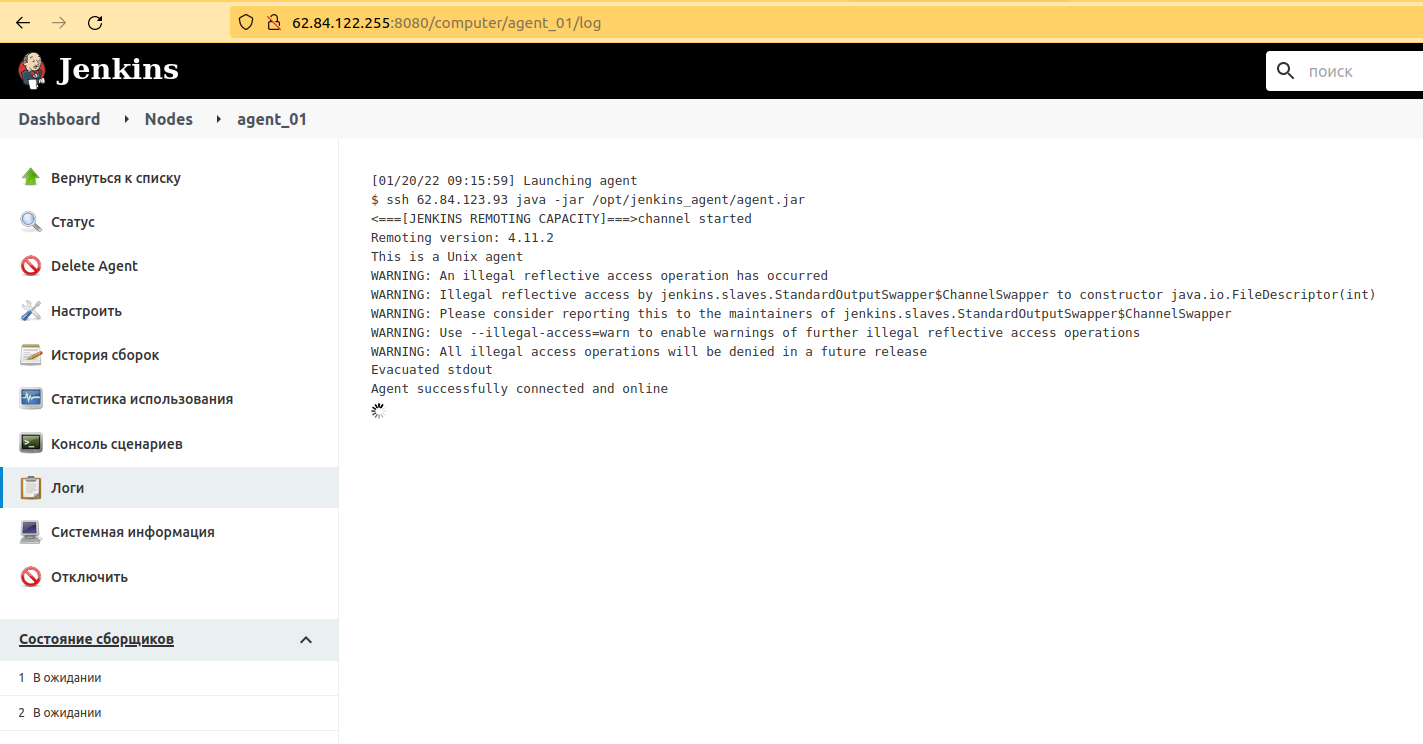 62.84.122.255:8080/computer/agent_01/log
Jenkins
поиск
Dashboard Nodes agent_01
Вернуться к списку
Статус
Delete Agent
Настроить
История сборок
Статистика использования
Консоль сценариев
Логи
Системная информация
Отключить
Состояние сборщиков
1 В ожидании
2 В ожидании
[01/20/22 09:15:59] Launching agent
$ ssh 62.84.123.93 java -jar /opt/jenkins_agent/agent.jar
<===[JENKINS REMOTING CAPACITY]===>channel started
Remoting version: 4.11.2
This is a Unix agent
WARNING: An illegal reflective access operation has occurred
WARNING: Illegal reflective access by jenkins.slaves.StandardOutputSwapper$ChannelSwapper to constructor java.io.FileDescriptor(int)
WARNING: Please consider reporting this to the maintainers of jenkins.slaves.StandardOutputSwapper$ChannelSwapper
WARNING: Use --illegal-access=warn to enable warnings of further illegal reflective access operations
WARNING: All illegal access operations will be denied in a future release
Evacuated stdout
Agent successfully connected and online